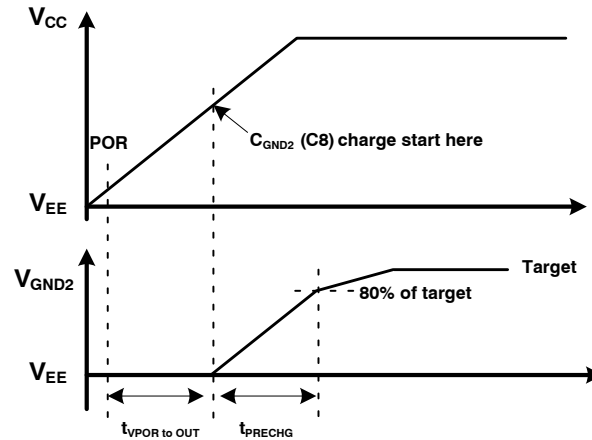 VCC
POR
CGND2 (C8) charge start here
VEE
VGND2
Target
80% of target
VEE
tVPOR to OUT
tPRECHG